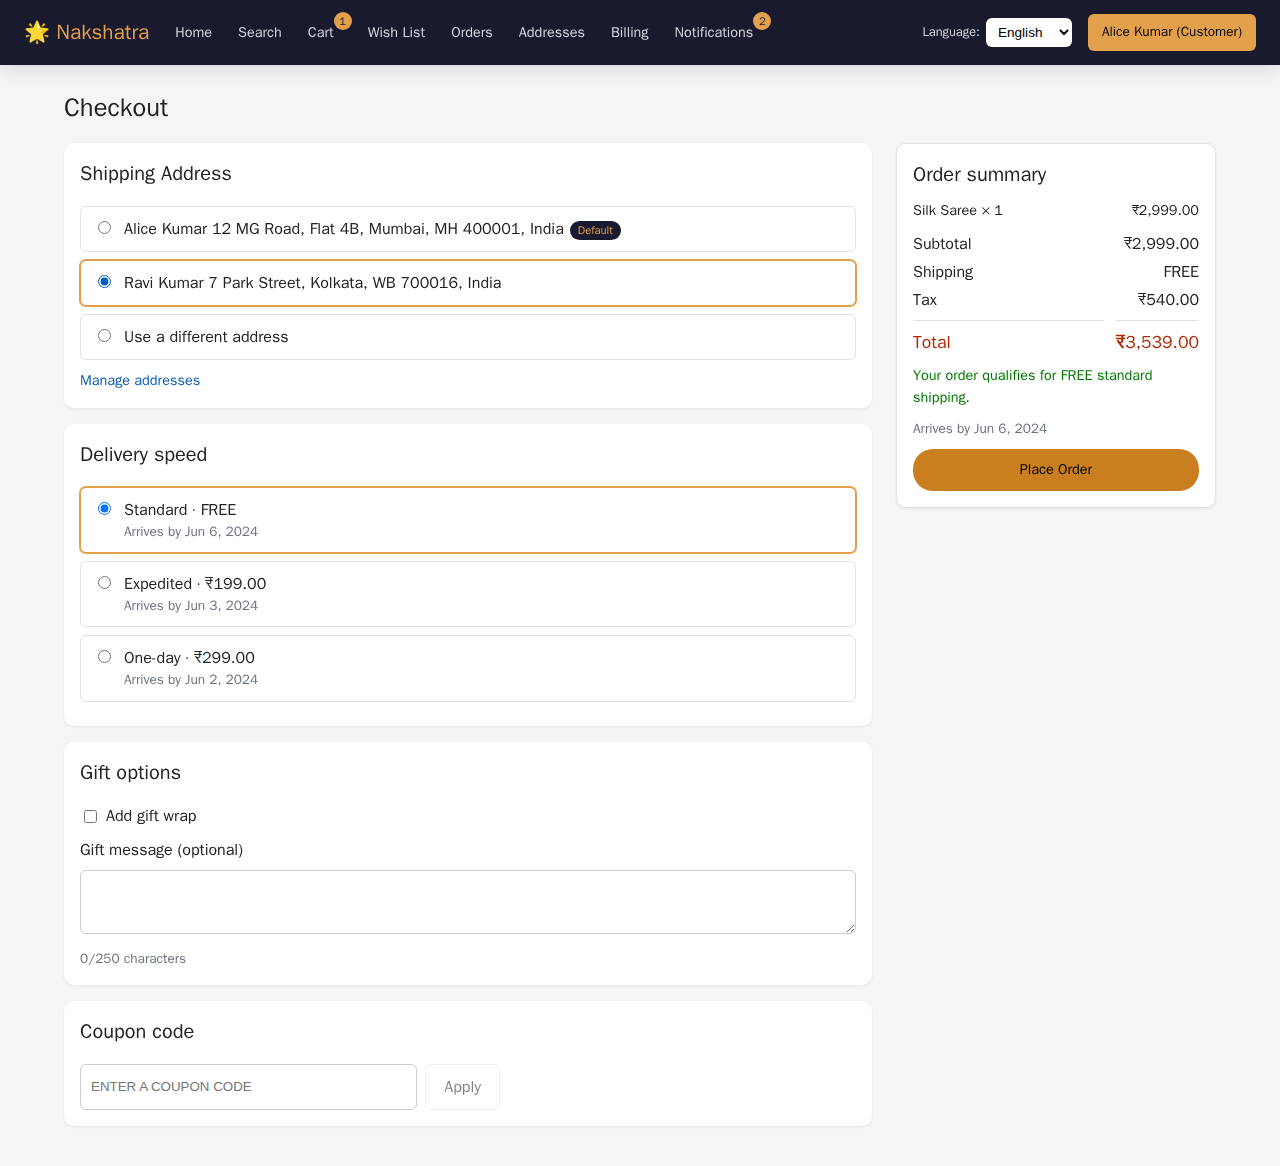 🌟 Nakshatra
Home
Search
Cart 1
Wish List
Orders
Addresses
Billing
Notifications 2
Language: English
Alice Kumar (Customer)
Checkout
Shipping Address
Alice Kumar 12 MG Road, Flat 4B, Mumbai, MH 400001, India Default
Ravi Kumar 7 Park Street, Kolkata, WB 700016, India
Use a different address
Manage addresses
Delivery speed
Standard · FREE
Arrives by Jun 6, 2024
Expedited · ₹199.00
Arrives by Jun 3, 2024
One-day · ₹299.00
Arrives by Jun 2, 2024
Gift options
Add gift wrap
Gift message (optional)
0/250 characters
Coupon code
ENTER A COUPON CODE
Apply
Order summary
Silk Saree × 1 ₹2,999.00
Subtotal ₹2,999.00
Shipping FREE
Tax ₹540.00
Total ₹3,539.00
Your order qualifies for FREE standard
shipping.
Arrives by Jun 6, 2024
Place Order